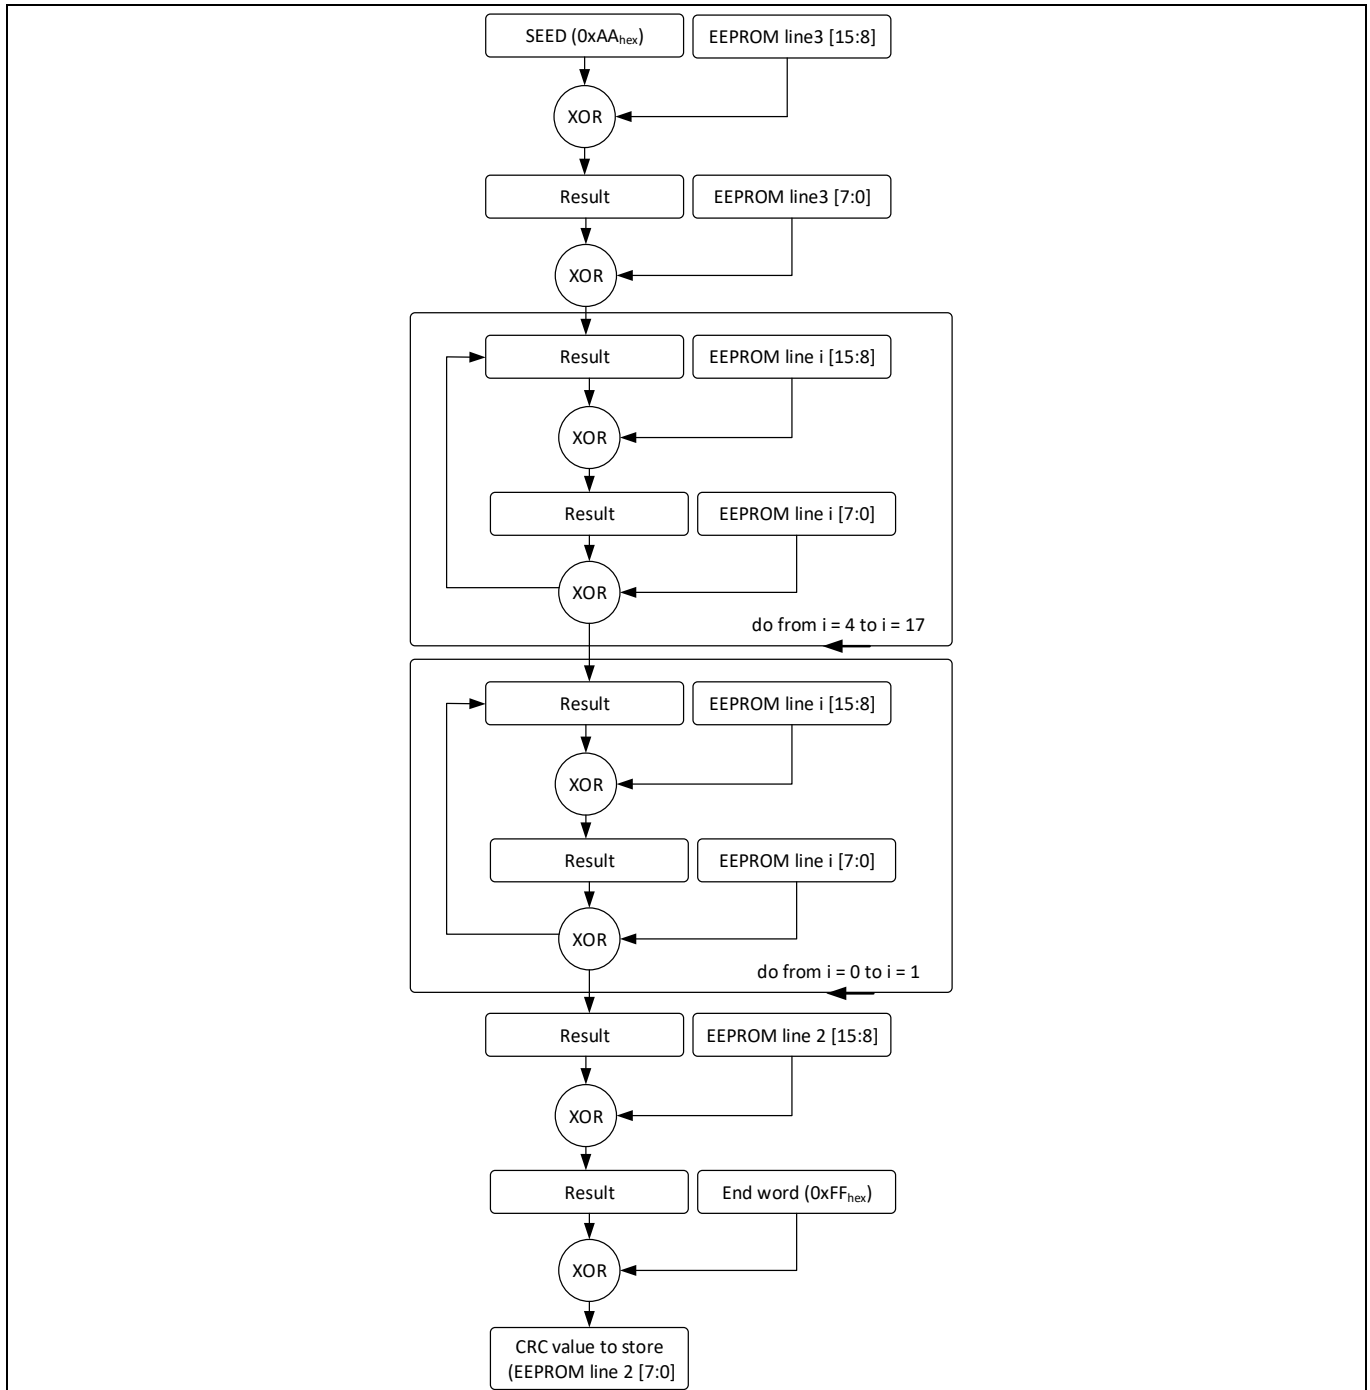 SEED (0xAAhex)
EEPROM line3 [15:8]
XOR
Result
EEPROM line3 [7:0]
XOR
Result
EEPROM line i [15:8]
XOR
Result
EEPROM line i [7:0]
XOR
do from i = 4 to i = 17
Result
EEPROM line i [15:8]
XOR
Result
EEPROM line i [7:0]
XOR
do from i = 0 to i = 1
Result
EEPROM line 2 [15:8]
XOR
Result
End word (0xFFhex)
XOR
CRC value to store
(EEPROM line 2 [7:0]